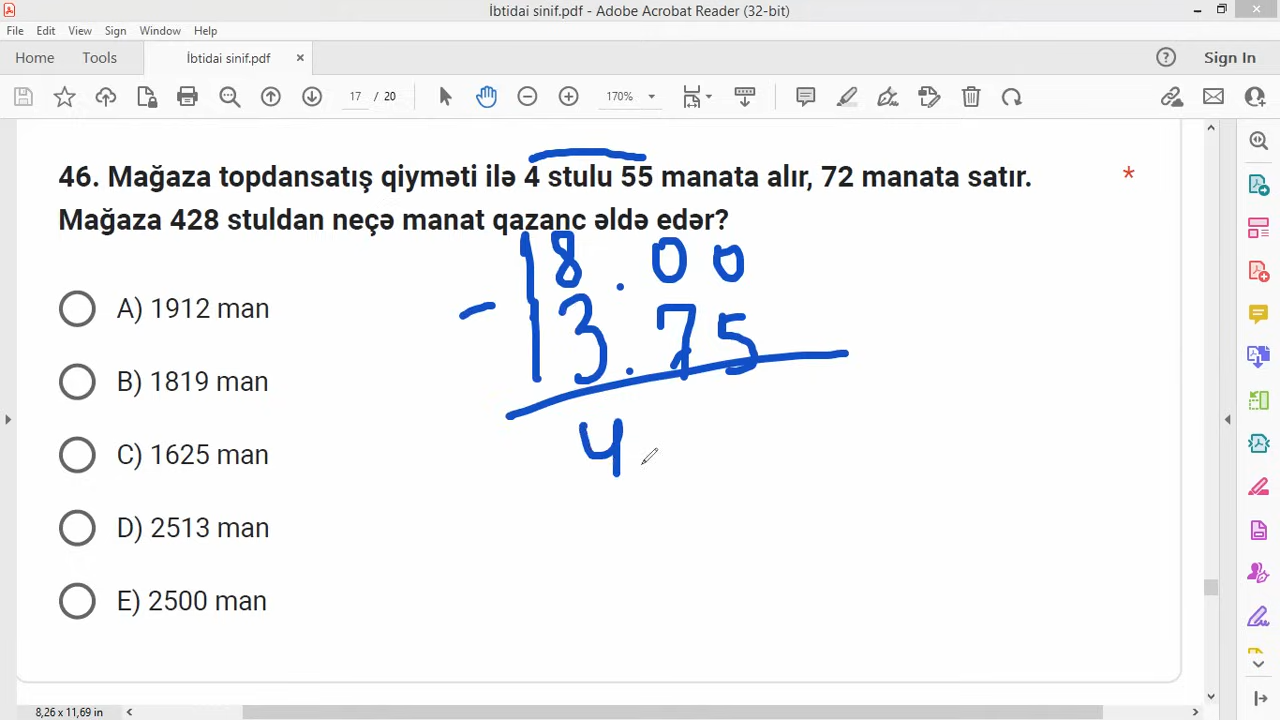 İbtidai sinif.pdf - Adobe Acrobat Reader (32-bit)
File Edit View Sign Window Help
Home Tools İbtidai sinif.pdf × Sign In
17 / 20 170%
46. Mağaza topdansatış qiyməti ilə 4 stulu 55 manata alır, 72 manata satır. *
Mağaza 428 stuldan neçə manat qazanc əldə edər?
18.00
- 13.75
4
A) 1912 man
B) 1819 man
C) 1625 man
D) 2513 man
E) 2500 man
8,26 x 11,69 in